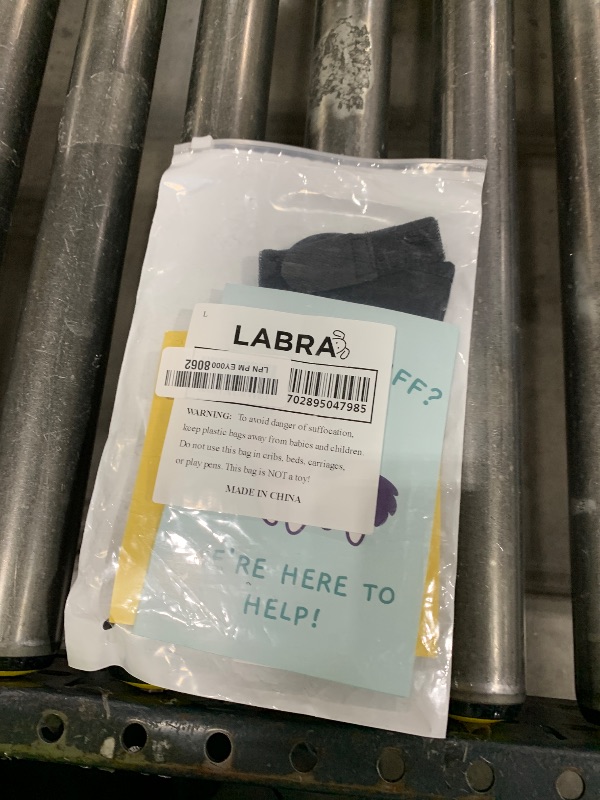 L
LABRA
FF?
LPN PM EY0008062
702895047985
WARNING: To avoid danger of suffocation,
keep plastic bags away from babies and children.
Do not use this bag in cribs, beds, carriages,
or play pens. This bag is NOT a toy!
MADE IN CHINA
E'RE HERE TO
HELP!